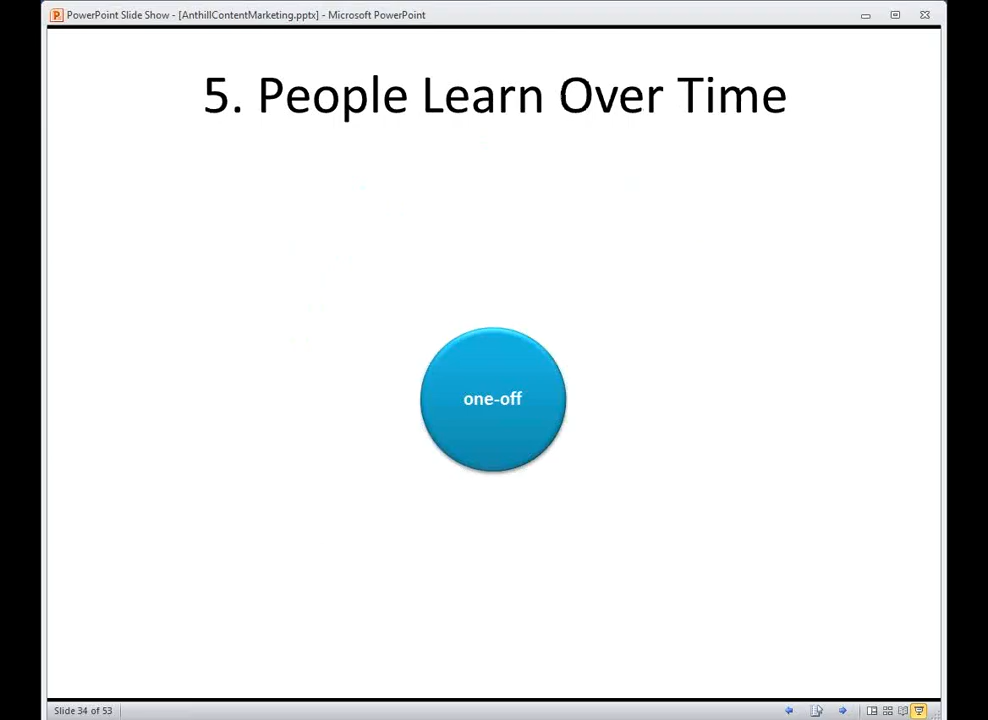 PowerPoint Slide Show - [AnthillContentMarketing.pptx] - Microsoft PowerPoint
5. People Learn Over Time
one-off
Slide 34 of 53